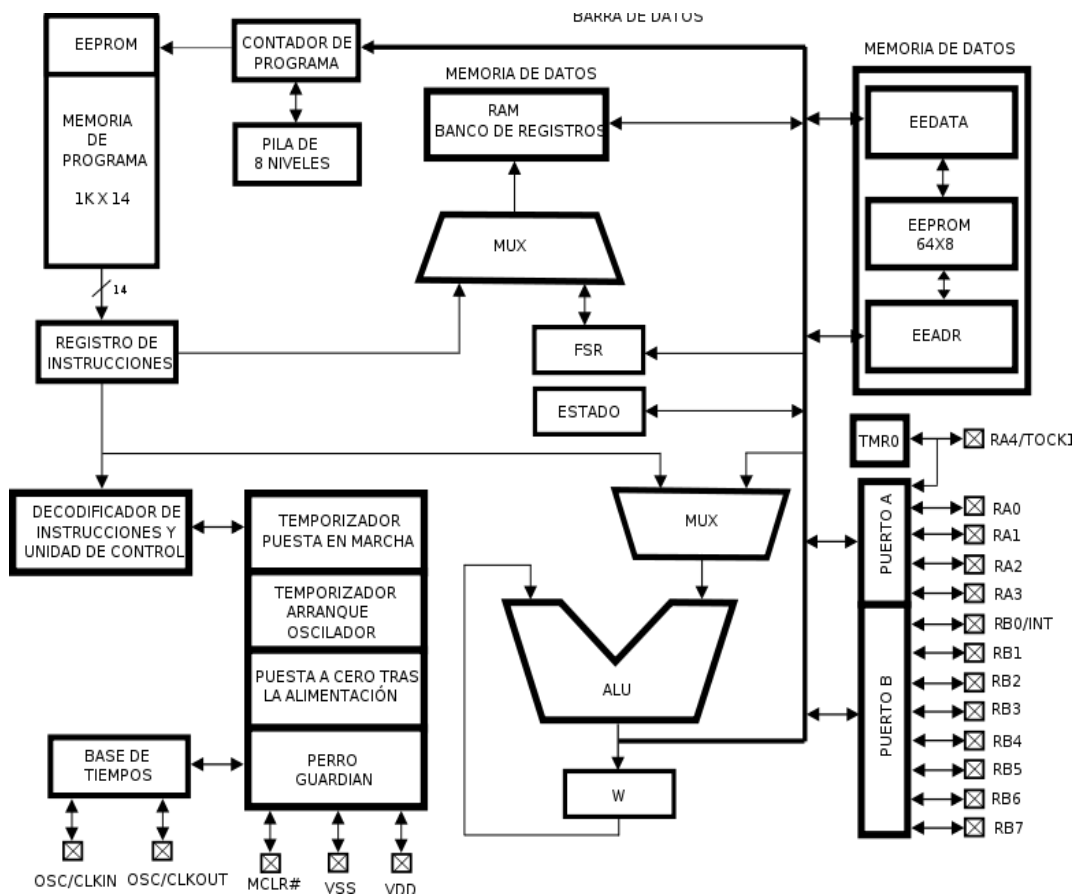 BARRA DE DATOS
EEPROM
CONTADOR DE
PROGRAMA
MEMORIA DE DATOS
MEMORIA DE DATOS
MEMORIA
DE
PROGRAMA
1K X 14
PILA DE
8 NIVELES
RAM
BANCO DE REGISTROS
EEDATA
EEPROM
64X8
EEADR
MUX
14
REGISTRO DE
INSTRUCCIONES
FSR
ESTADO
TMR0
RA4/TOCK1
DECODIFICADOR DE
INSTRUCCIONES Y
UNIDAD DE CONTROL
TEMPORIZADOR
PUESTA EN MARCHA
TEMPORIZADOR
ARRANQUE
OSCILADOR
PUESTA A CERO TRAS
LA ALIMENTACIÓN
PERRO
GUARDIAN
MUX
ALU
W
PUERTO A
RA0
RA1
RA2
RA3
PUERTO B
RB0/INT
RB1
RB2
RB3
RB4
RB5
RB6
RB7
BASE DE
TIEMPOS
OSC/CLKIN
OSC/CLKOUT
MCLR#
VSS
VDD